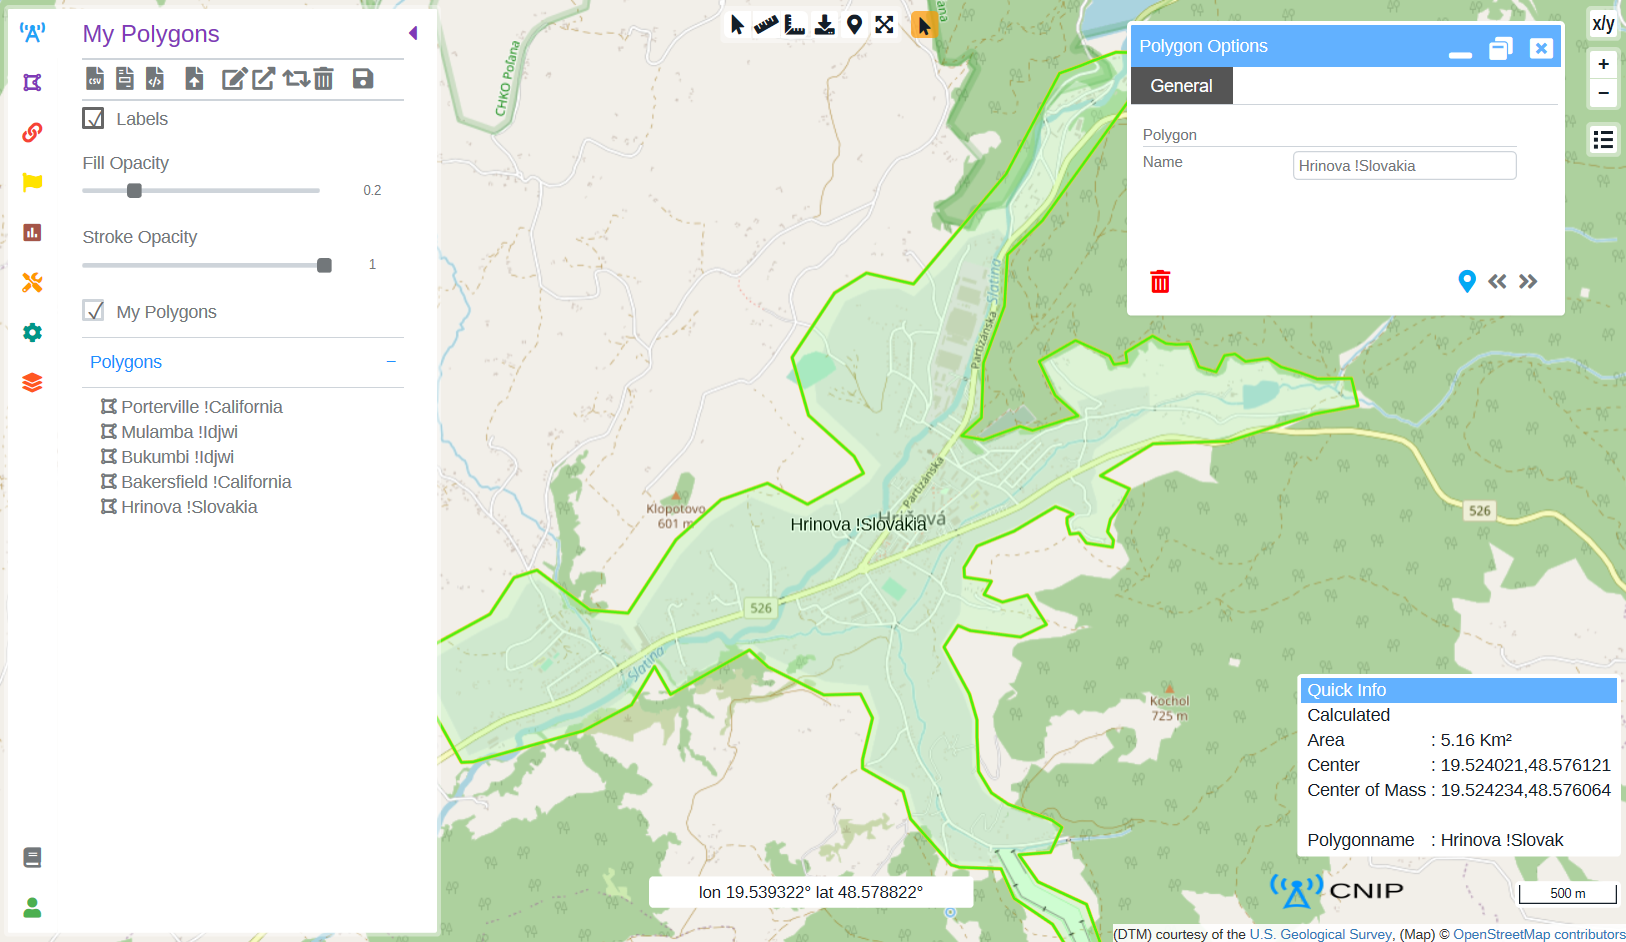 My Polygons
CSV
Labels
Fill Opacity
0.2
Stroke Opacity
1
My Polygons
Polygons
Porterville !California
Mulamba !Idjwi
Bukumbi !Idjwi
Bakersfield !California
Hrinova !Slovakia
CHKO Poľana
Slatina
Partizánska
Partizánska
Klopotovo
601 m
Hriňová
Hrinova !Slovakia
526
526
Slatina
Kochol
725 m
Polygon Options
General
Polygon
Name
Hrinova !Slovakia
x/y
+
−
Quick Info
Calculated
Area : 5.16 Km²
Center : 19.524021,48.576121
Center of Mass : 19.524234,48.576064
Polygonname : Hrinova !Slovak
lon 19.539322° lat 48.578822°
CNIP
500 m
(DTM) courtesy of the U.S. Geological Survey, (Map) © OpenStreetMap contributors